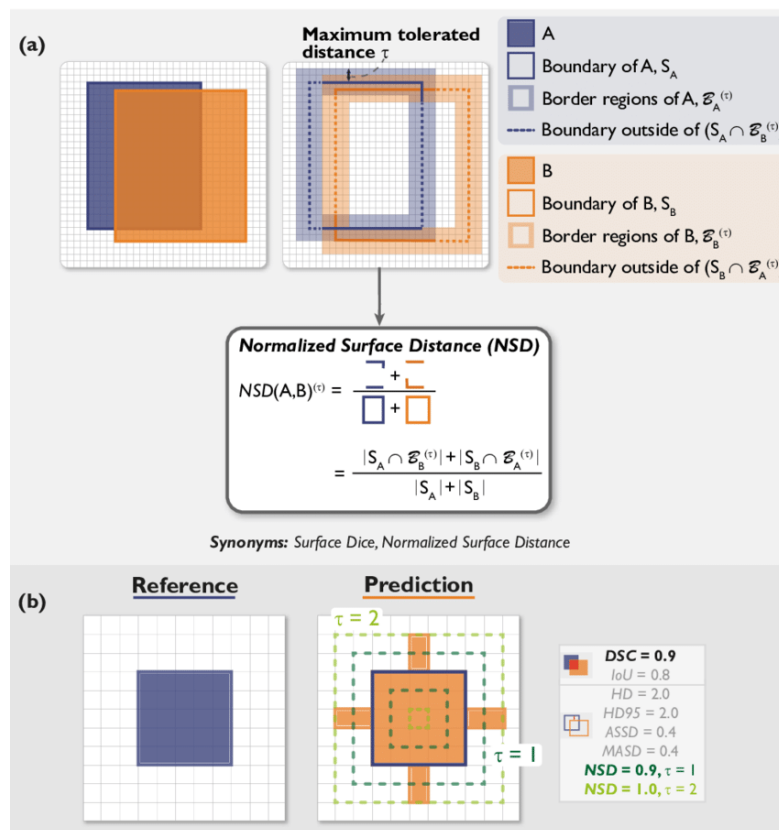 (a)
Maximum tolerated
distance τ
A
Boundary of A, S_A
Border regions of A, ℬ_A^(τ)
Boundary outside of (S_A ∩ ℬ_B^(τ)
B
Boundary of B, S_B
Border regions of B, ℬ_B^(τ)
Boundary outside of (S_B ∩ ℬ_A^(τ)
Normalized Surface Distance (NSD)
NSD(A,B)^(τ) = + / +
= |S_A ∩ ℬ_B^(τ)| + |S_B ∩ ℬ_A^(τ)| / |S_A| + |S_B|
Synonyms: Surface Dice, Normalized Surface Distance
(b)
Reference
Prediction
τ = 2
τ = 1
DSC = 0.9
IoU = 0.8
HD = 2.0
HD95 = 2.0
ASSD = 0.4
MASD = 0.4
NSD = 0.9, τ = 1
NSD = 1.0, τ = 2